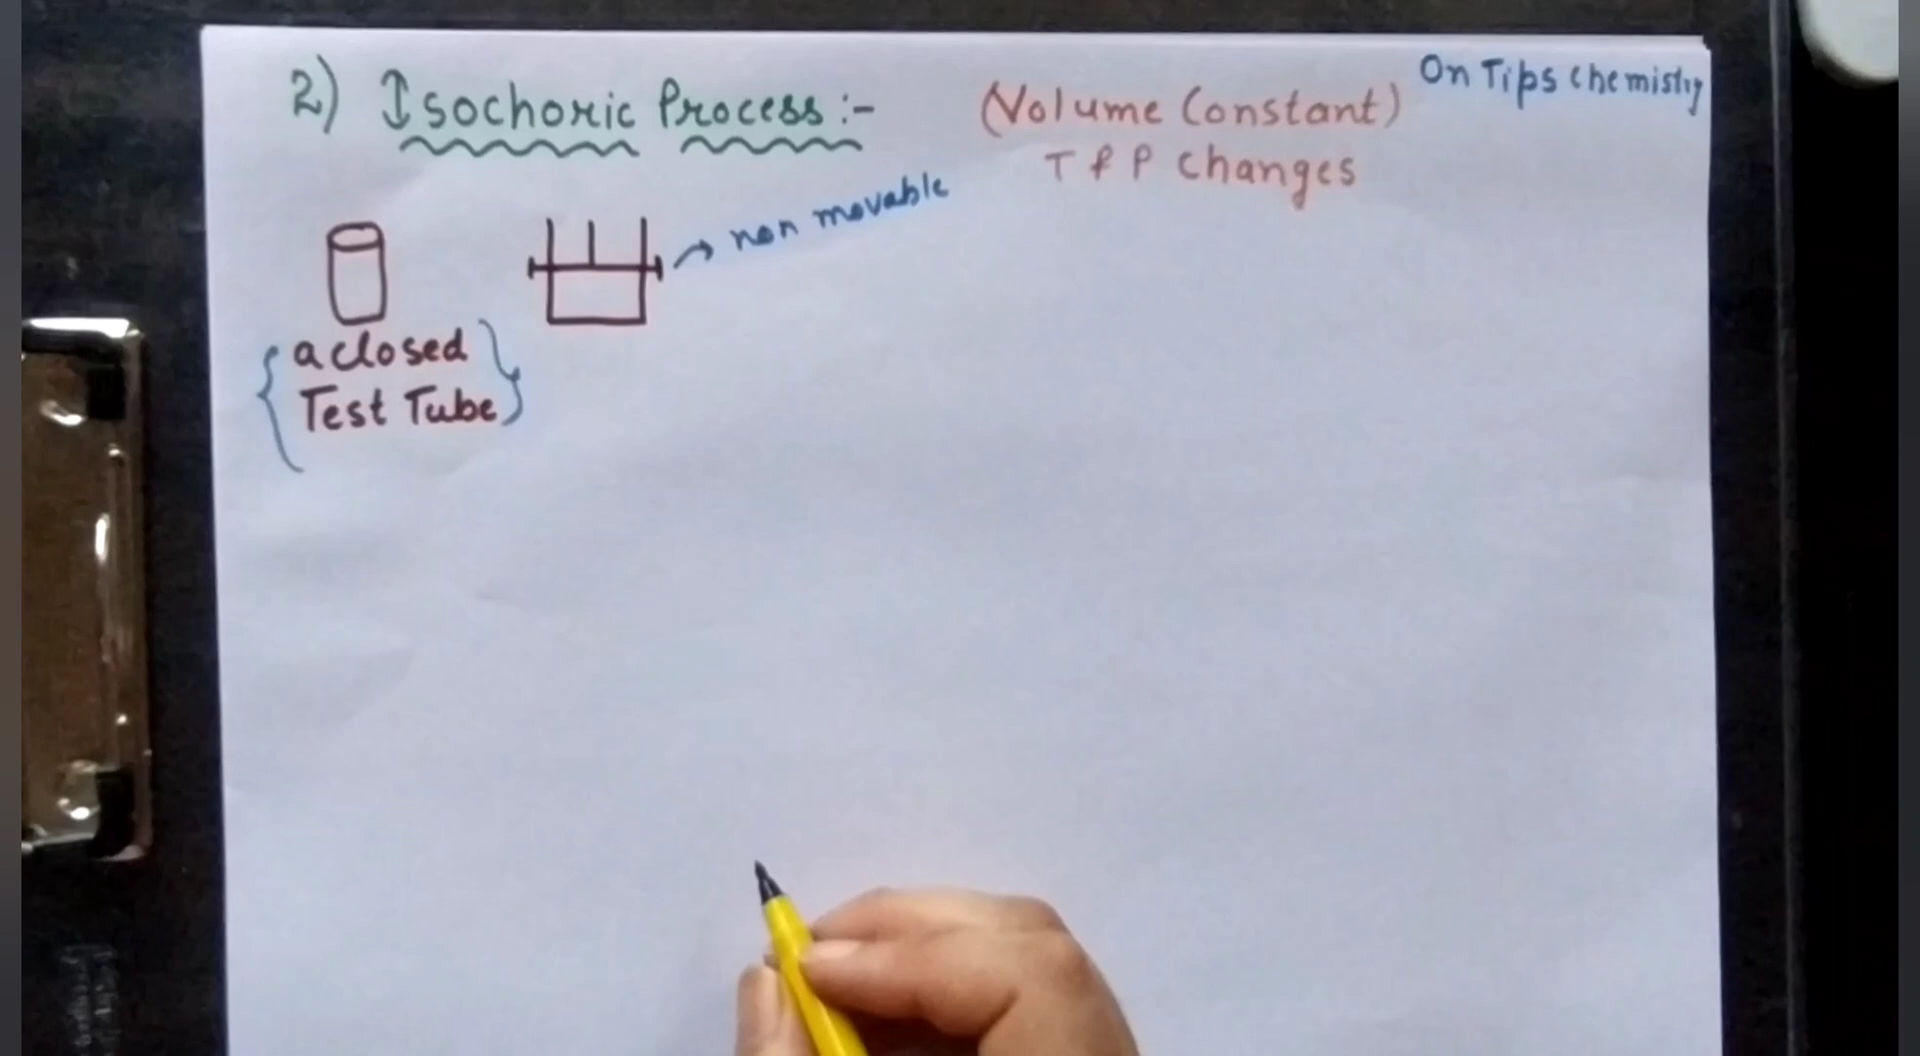 2) Isochoric Process :-
(Volume Constant)
On Tips chemistry
T & P changes
non movable
a closed
Test Tube